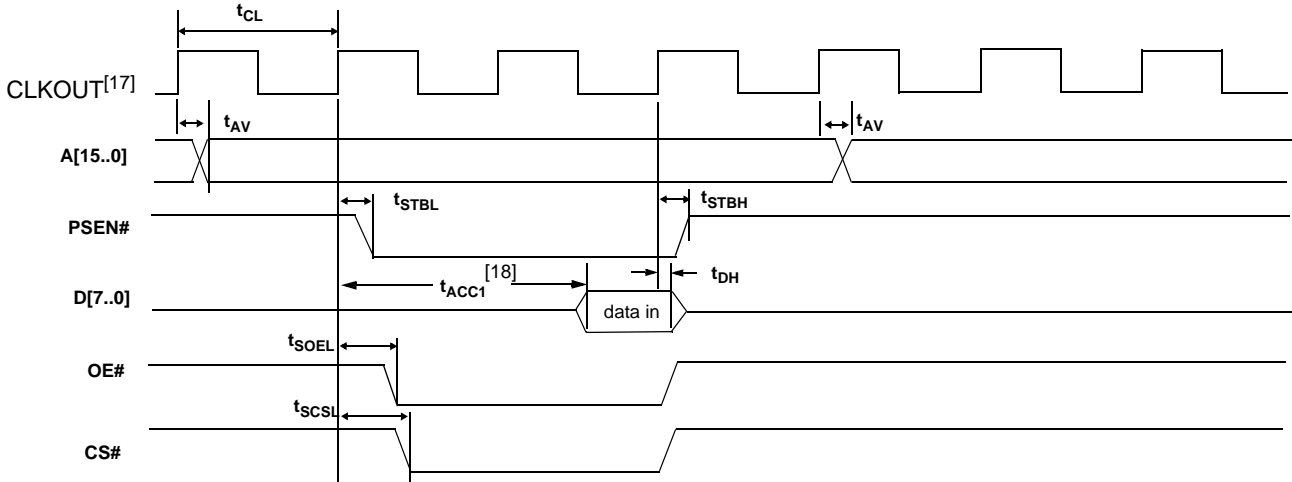 tCL
CLKOUT[17]
tAV
tAV
A[15..0]
tSTBL
tSTBH
PSEN#
[18]
tACC1
tDH
D[7..0]
data in
tSOEL
OE#
tSCSL
CS#